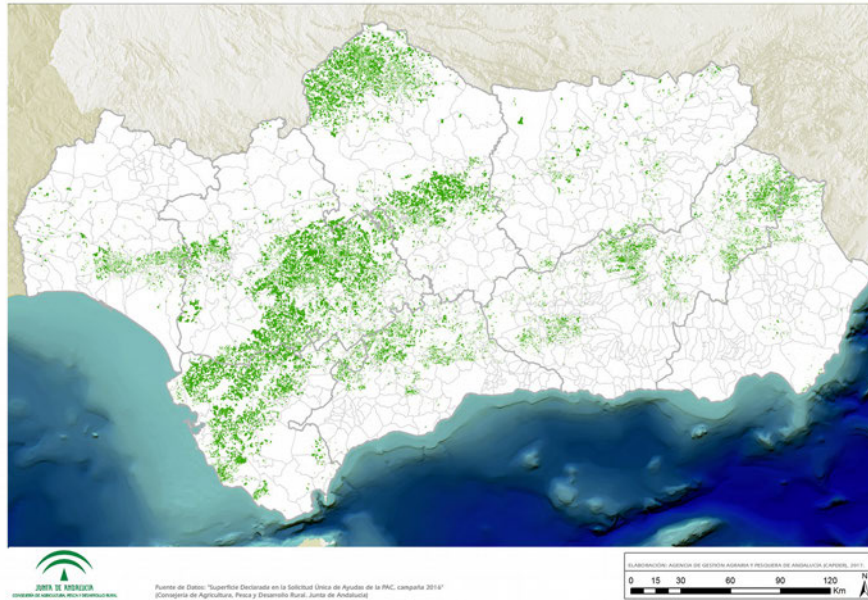 JUNTA DE ANDALUCIA
CONSEJERÍA DE AGRICULTURA, PESCA Y DESARROLLO RURAL
Fuente de Datos: "Superficie Declarada en la Solicitud Única de Ayudas de la PAC, campaña 2016"
(Consejería de Agricultura, Pesca y Desarrollo Rural. Junta de Andalucía)
ELABORACIÓN: AGENCIA DE GESTIÓN AGRARIA Y PESQUERA DE ANDALUCÍA (CAPDER), 2017.
0 15 30 60 90 120
Km
N